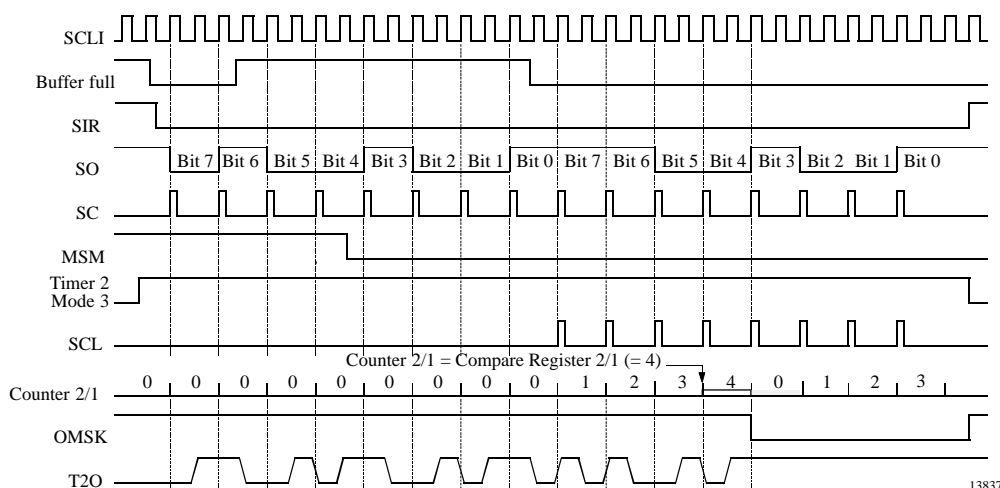 SCLI
Buffer full
SIR
SO Bit 7 Bit 6 Bit 5 Bit 4 Bit 3 Bit 2 Bit 1 Bit 0 Bit 7 Bit 6 Bit 5 Bit 4 Bit 3 Bit 2 Bit 1 Bit 0
SC
MSM
Timer 2
Mode 3
SCL
Counter 2/1 = Compare Register 2/1 (= 4)
Counter 2/1 0 0 0 0 0 0 0 0 0 1 2 3 4 0 1 2 3
OMSK
T2O
13837